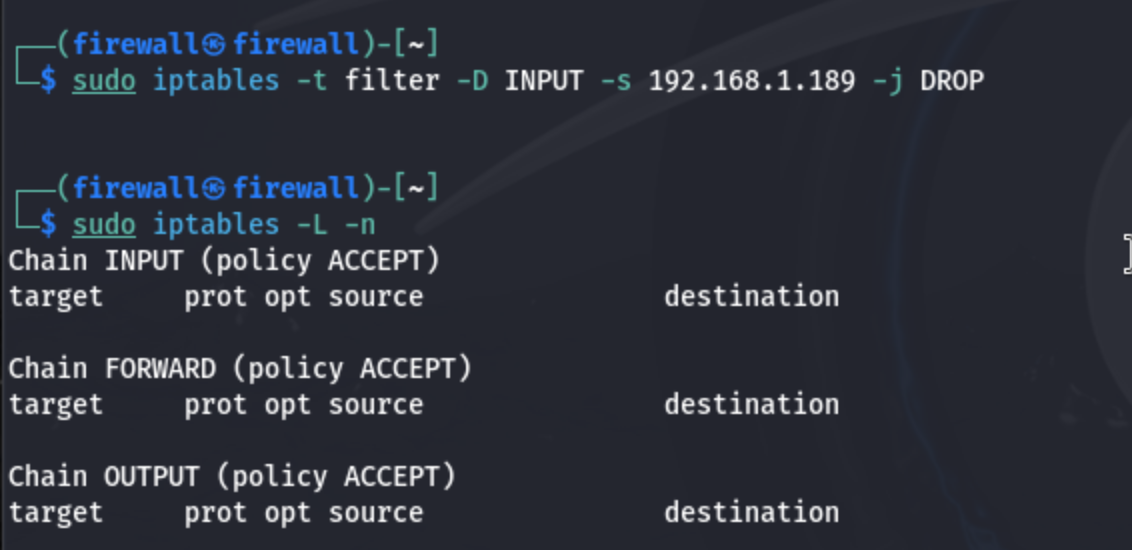 ┌──(firewall㉿firewall)-[~]
└─$ sudo iptables -t filter -D INPUT -s 192.168.1.189 -j DROP
┌──(firewall㉿firewall)-[~]
└─$ sudo iptables -L -n
Chain INPUT (policy ACCEPT)
target     prot opt source               destination
Chain FORWARD (policy ACCEPT)
target     prot opt source               destination
Chain OUTPUT (policy ACCEPT)
target     prot opt source               destination